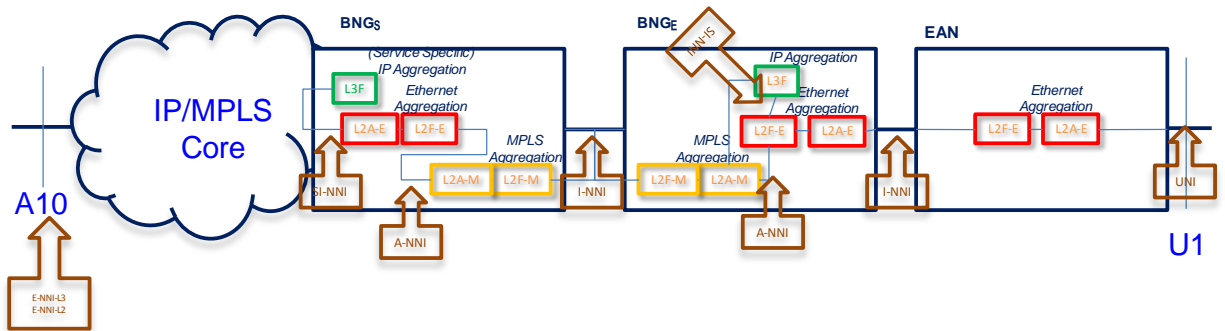 BNGS
BNGE
EAN
(Service Specific)
IP Aggregation
L3F
Ethernet
Aggregation
L2A-E
L2F-E
MPLS
Aggregation
L2A-M
L2F-M
IP/MPLS
Core
INNI-IS
IP Aggregation
L3F
Ethernet
Aggregation
L2F-E
L2A-E
MPLS
Aggregation
L2F-M
L2A-M
Ethernet
Aggregation
L2F-E
L2A-E
SI-NNI
I-NNI
I-NNI
UNI
A10
A-NNI
A-NNI
U1
E-NNI-L3
E-NNI-L2